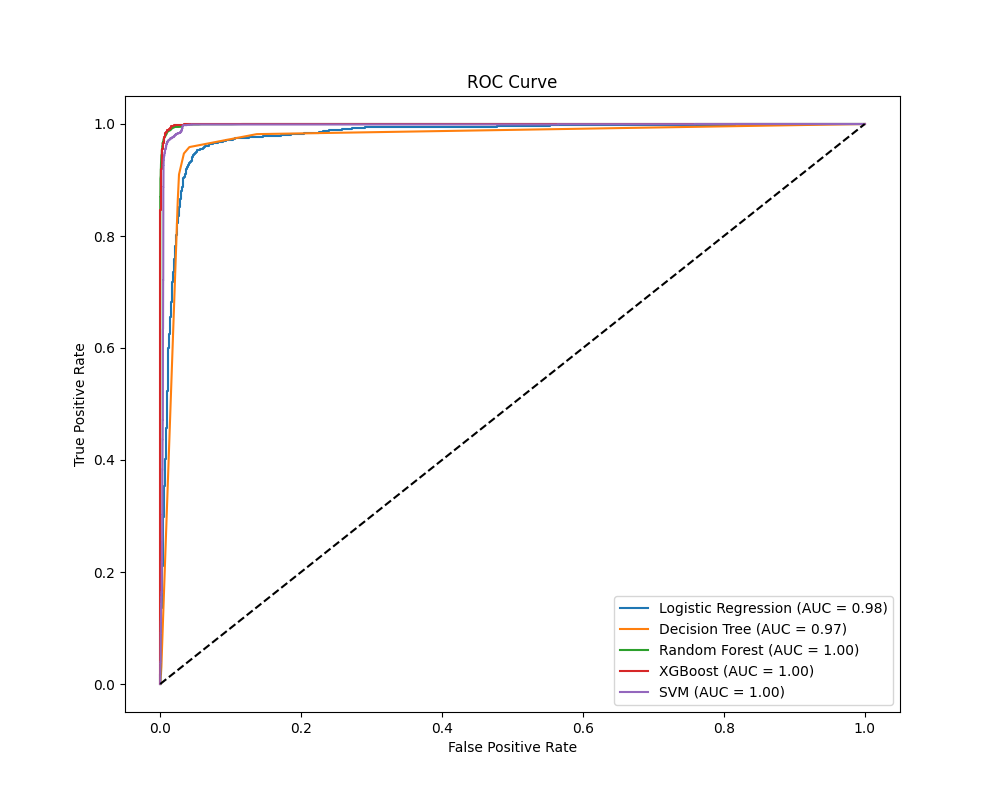 ROC Curve
True Positive Rate
1.0
0.8
0.6
0.4
0.2
0.0
Logistic Regression (AUC = 0.98)
Decision Tree (AUC = 0.97)
Random Forest (AUC = 1.00)
XGBoost (AUC = 1.00)
SVM (AUC = 1.00)
0.0 0.2 0.4 0.6 0.8 1.0
False Positive Rate